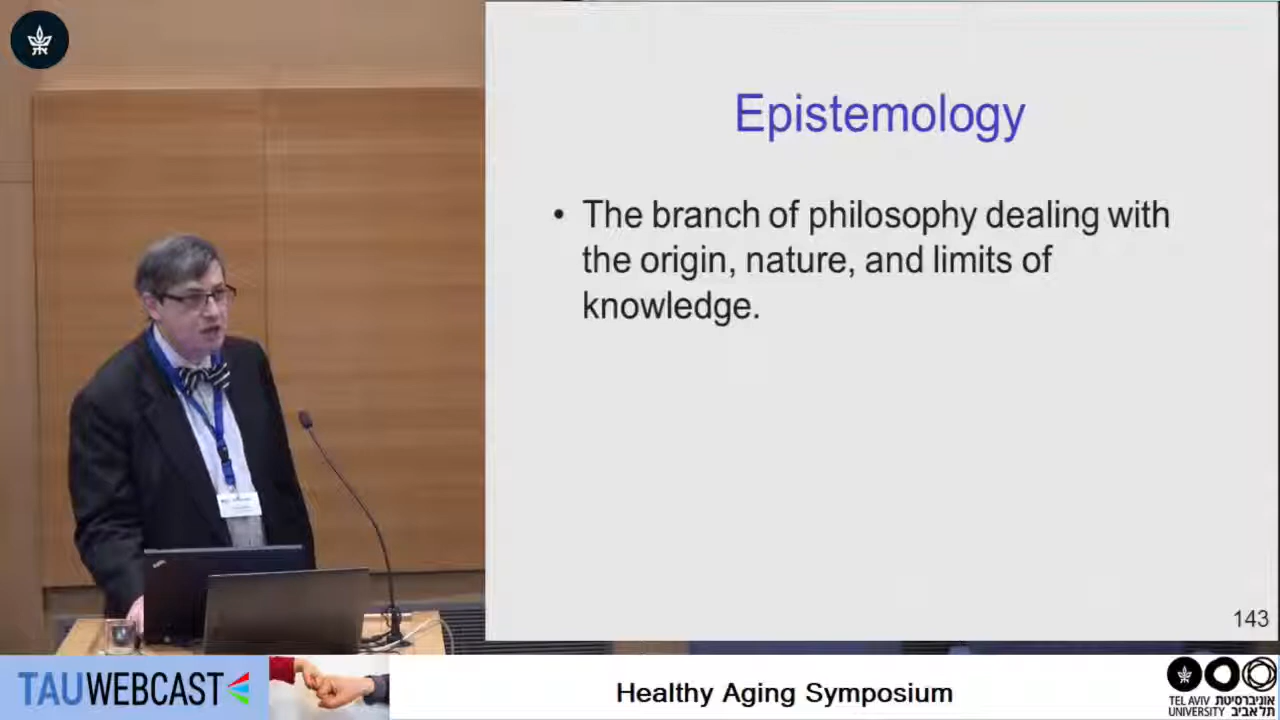 Epistemology
• The branch of philosophy dealing with
the origin, nature, and limits of
knowledge.
143
TAUWEBCAST
Healthy Aging Symposium
TEL AVIV אוניברסיטת
UNIVERSITY תל אביב